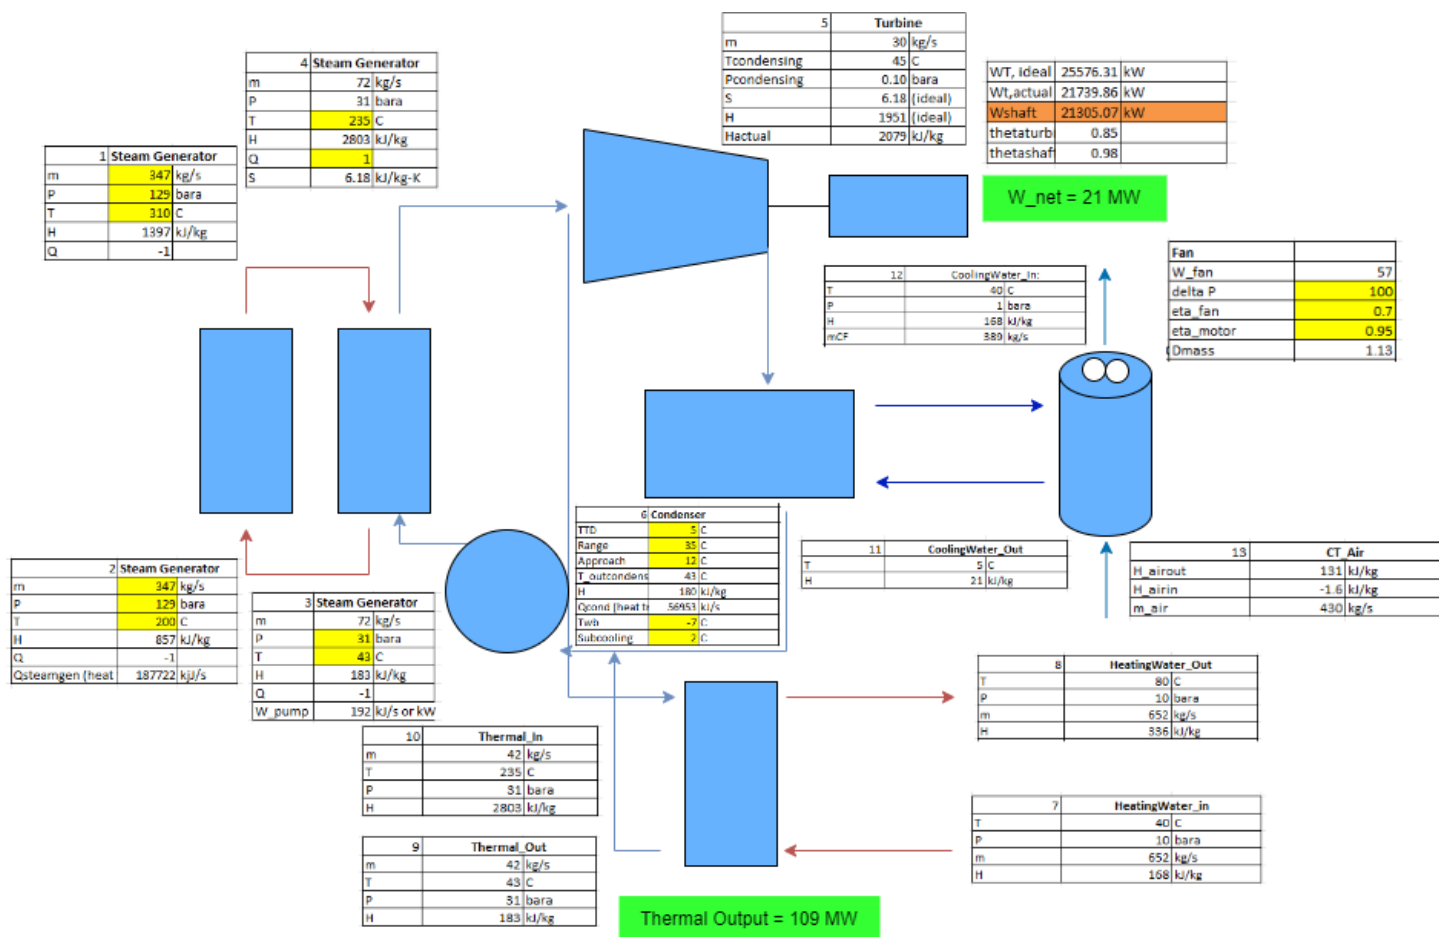 5 Turbine
m 30 kg/s
Tcondensing 45 C
Pcondensing 0.10 bara
S 6.18 (ideal)
H 1951 (ideal)
Hactual 2079 kJ/kg
WT, ideal 25576.31 kW
Wt,actual 21739.86 kW
Wshaft 21305.07 kW
thetaturb 0.85
thetashaf 0.98
W_net = 21 MW
4 Steam Generator
m 72 kg/s
P 31 bara
T 235 C
H 2803 kJ/kg
Q 1
S 6.18 kJ/kg-K
1 Steam Generator
m 347 kg/s
P 129 bara
T 310 C
H 1397 kJ/kg
Q -1
12 CoolingWater_In:
T 40 C
P 1 bara
H 168 kJ/kg
mCF 389 kg/s
Fan
W_fan 57
delta P 100
eta_fan 0.7
eta_motor 0.95
Dmass 1.13
6 Condenser
TTD 5 C
Range 35 C
Approach 12 C
T_outcondens 43 C
H 180 kJ/kg
Qcond (heat tr 56953 kJ/s
Twb -7 C
Subcooling 2 C
11 CoolingWater_Out
T 5 C
H 21 kJ/kg
13 CT_Air
H_airout 131 kJ/kg
H_airin -1.6 kJ/kg
m_air 430 kg/s
2 Steam Generator
m 347 kg/s
P 129 bara
T 200 C
H 857 kJ/kg
Q -1
Qsteamgen (heat 187722 kJ/s
3 Steam Generator
m 72 kg/s
P 31 bara
T 43 C
H 183 kJ/kg
Q -1
W_pump 192 kJ/s or kW
8 HeatingWater_Out
T 80 C
P 10 bara
m 652 kg/s
H 336 kJ/kg
10 Thermal_In
m 42 kg/s
T 235 C
P 31 bara
H 2803 kJ/kg
7 HeatingWater_in
T 40 C
P 10 bara
m 652 kg/s
H 168 kJ/kg
9 Thermal_Out
m 42 kg/s
T 43 C
P 31 bara
H 183 kJ/kg
Thermal Output = 109 MW